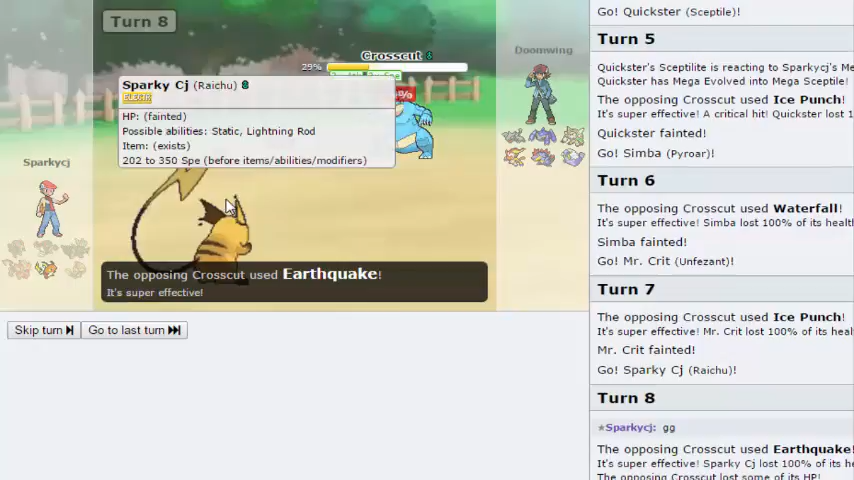 Turn 8
Crosscut
29%
Sparky Cj (Raichu)
ELECTR
HP: (fainted)
Possible abilities: Static, Lightning Rod
Item: (exists)
202 to 350 Spe (before items/abilities/modifiers)
Sparkycj
Doomwing
The opposing Crosscut used Earthquake!
It's super effective!
Skip turn
Go to last turn
Go! Quickster (Sceptile)!
Turn 5
Quickster's Sceptilite is reacting to Sparkycj's Me
Quickster has Mega Evolved into Mega Sceptile!
The opposing Crosscut used Ice Punch!
It's super effective! A critical hit! Quickster lost 1
Quickster fainted!
Go! Simba (Pyroar)!
Turn 6
The opposing Crosscut used Waterfall!
It's super effective! Simba lost 100% of its healt
Simba fainted!
Go! Mr. Crit (Unfezant)!
Turn 7
The opposing Crosscut used Ice Punch!
It's super effective! Mr. Crit lost 100% of its heal
Mr. Crit fainted!
Go! Sparky Cj (Raichu)!
Turn 8
★Sparkycj: gg
The opposing Crosscut used Earthquake!
It's super effective! Sparky Cj lost 100% of its he
The opposing Crosscut lost some of its HP!